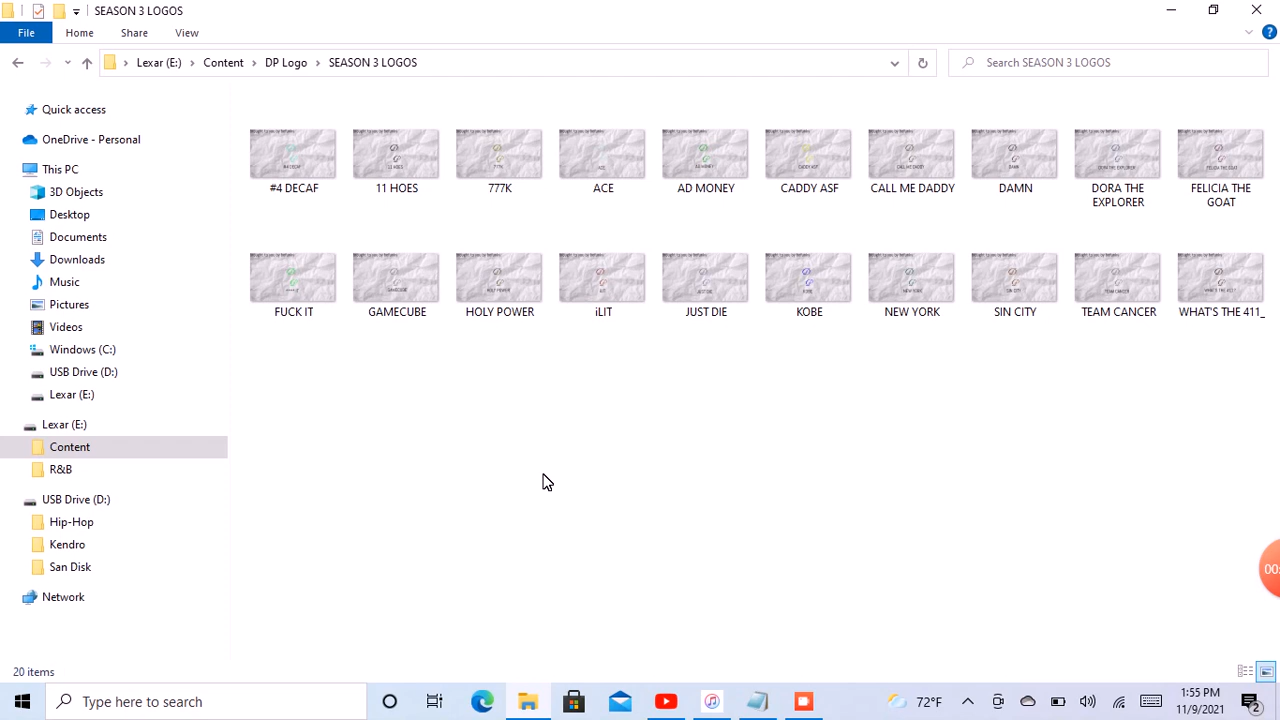 SEASON 3 LOGOS
File Home Share View
Lexar (E:) Content DP Logo SEASON 3 LOGOS
Search SEASON 3 LOGOS
Quick access
OneDrive - Personal
This PC
3D Objects
Desktop
Documents
Downloads
Music
Pictures
Videos
Windows (C:)
USB Drive (D:)
Lexar (E:)
Lexar (E:)
Content
R&B
USB Drive (D:)
Hip-Hop
Kendro
San Disk
Network
#4 DECAF
11 HOES
777K
ACE
AD MONEY
CADDY ASF
CALL ME DADDY
DAMN
DORA THE
EXPLORER
FELICIA THE
GOAT
FUCK IT
GAMECUBE
HOLY POWER
iLIT
JUST DIE
KOBE
NEW YORK
SIN CITY
TEAM CANCER
WHAT'S THE 411_
00:
20 items
Type here to search
72°F
1:55 PM
11/9/2021
2